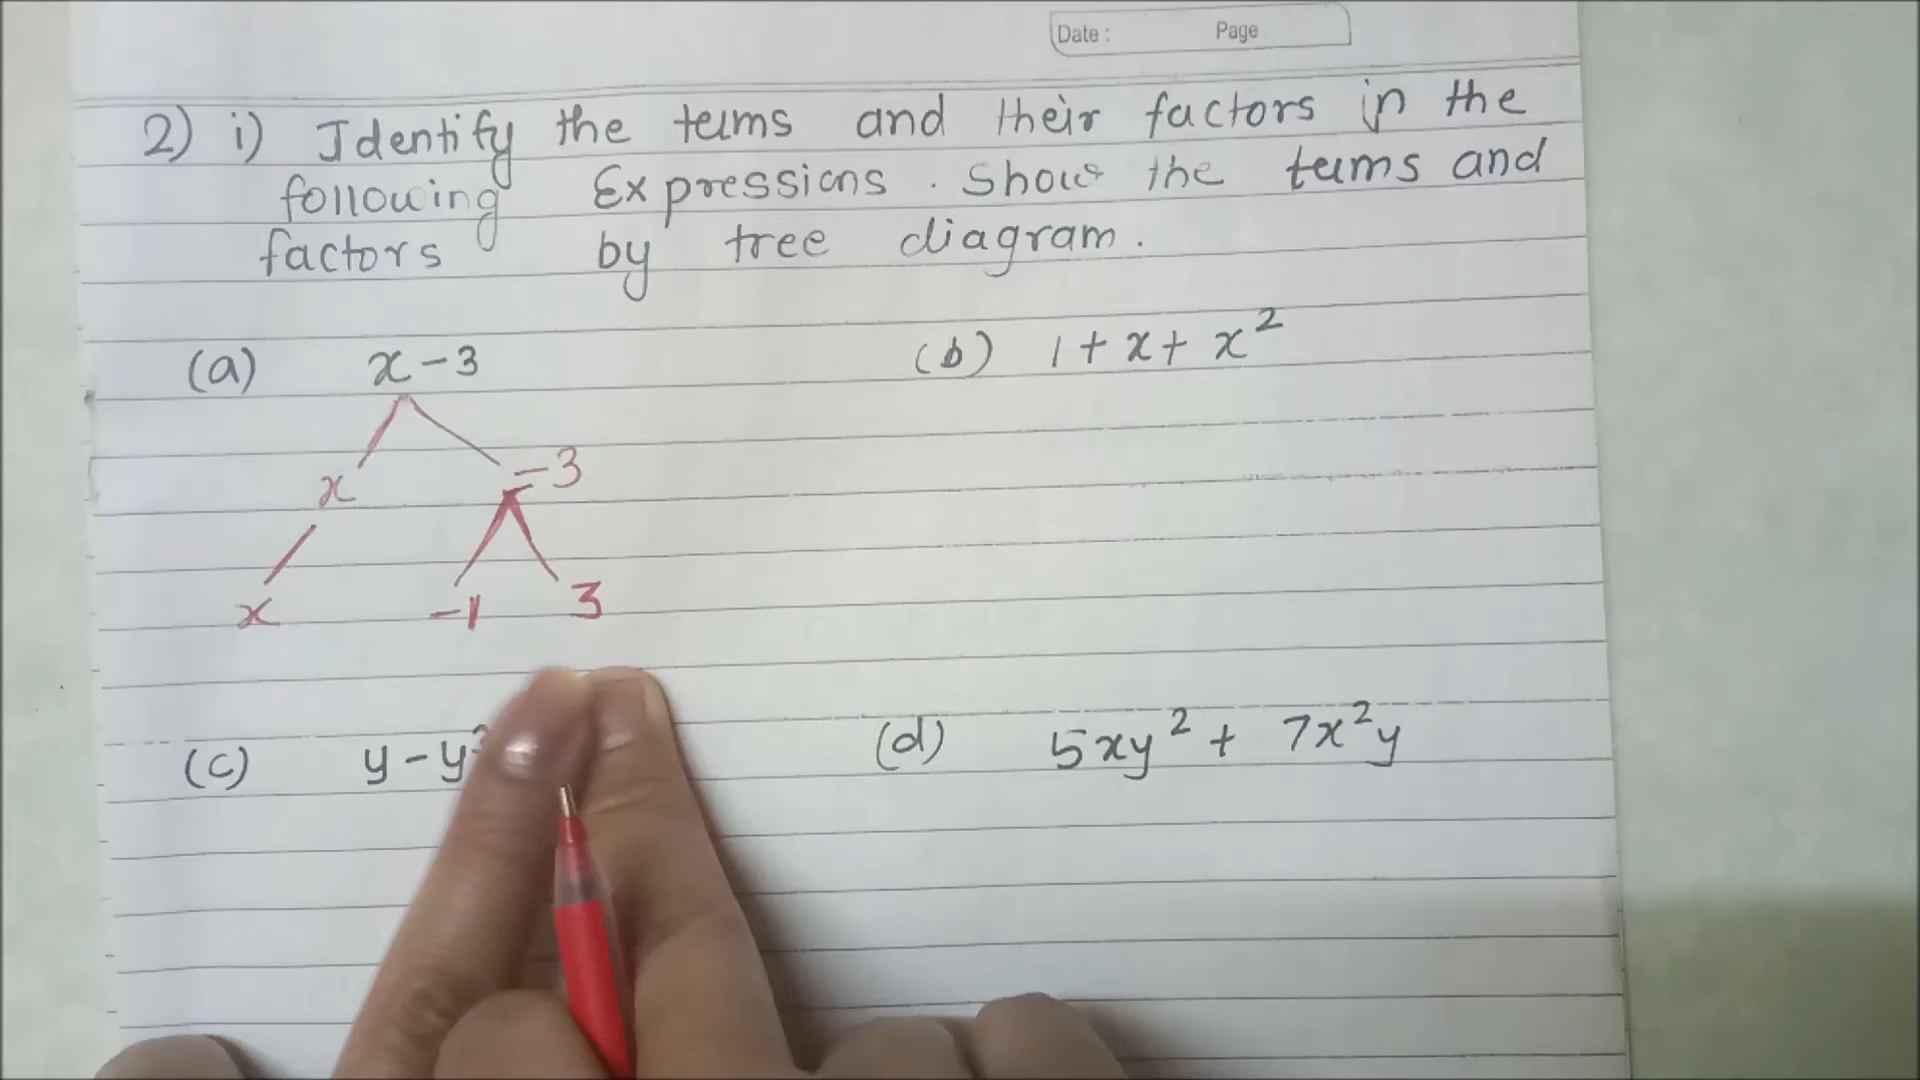 Date : Page
2) i) Identify the terms and their factors in the
following Expressions. Show the terms and
factors by tree diagram.
(a) x - 3 (b) 1 + x + x²
x -3
x -1 3
(c) y - y³ (d) 5xy² + 7x²y